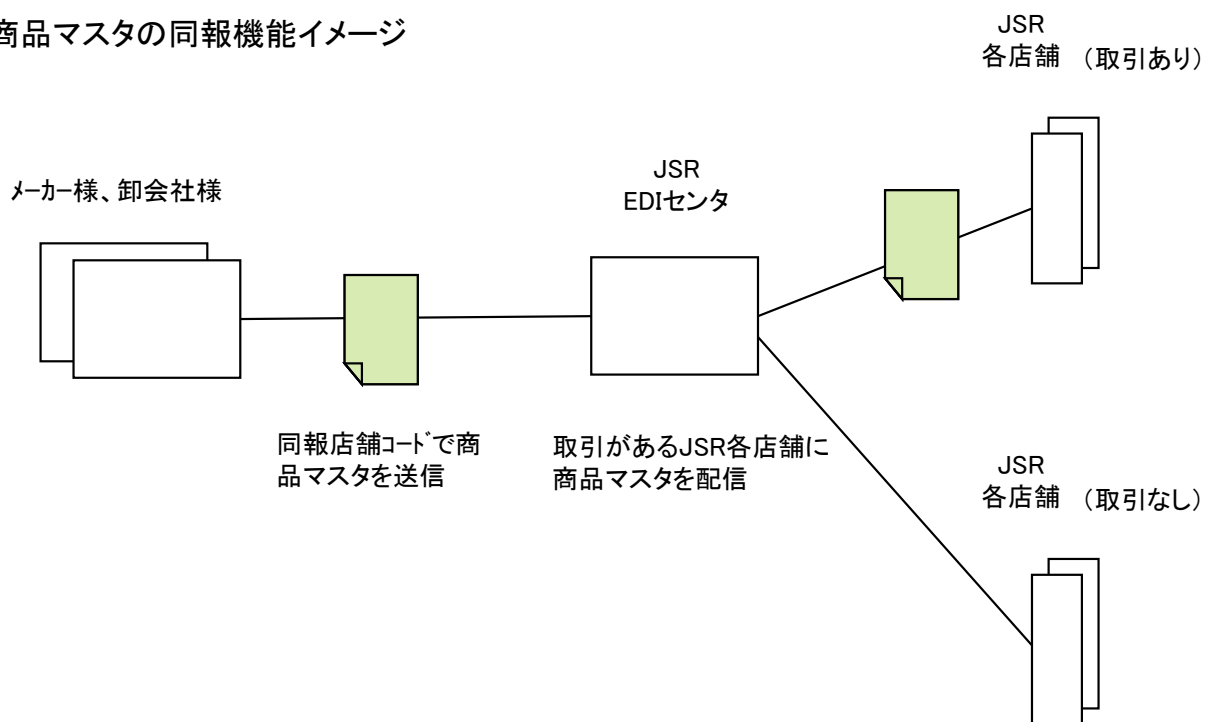 商品マスタの同報機能イメージ
JSR
各店舗 （取引あり）
メーカー様、卸会社様
JSR
EDIセンタ
同報店舗コードで商
品マスタを送信
取引があるJSR各店舗に
商品マスタを配信
JSR
各店舗 （取引なし）